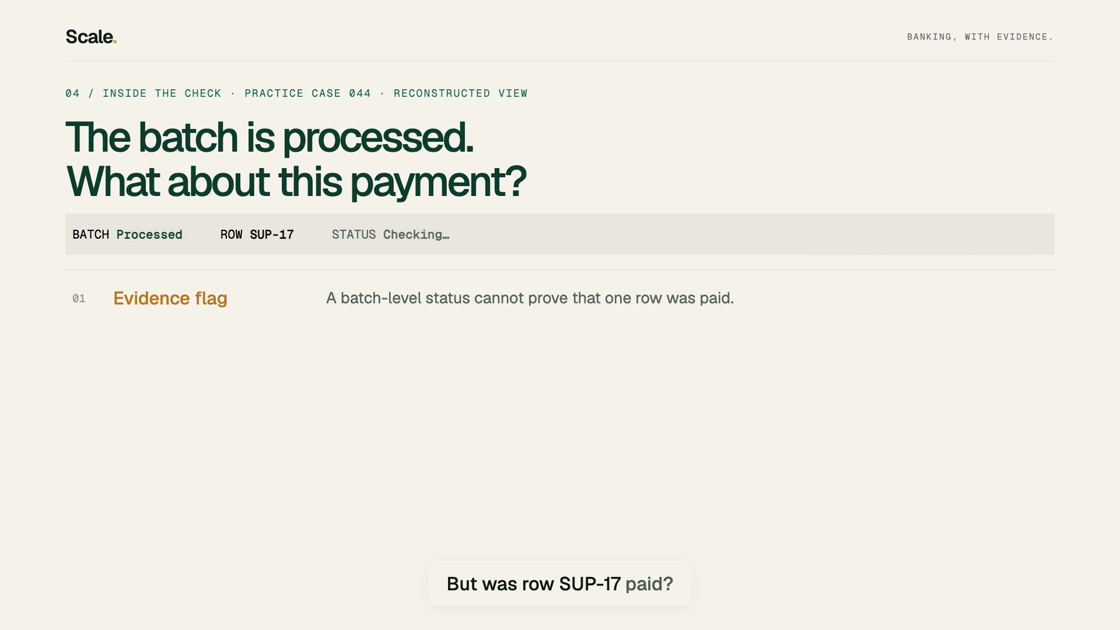 Scale.
BANKING, WITH EVIDENCE.
04 / INSIDE THE CHECK · PRACTICE CASE 044 · RECONSTRUCTED VIEW
The batch is processed.
What about this payment?
BATCH Processed ROW SUP-17 STATUS Checking…
01 Evidence flag A batch-level status cannot prove that one row was paid.
But was row SUP-17 paid?